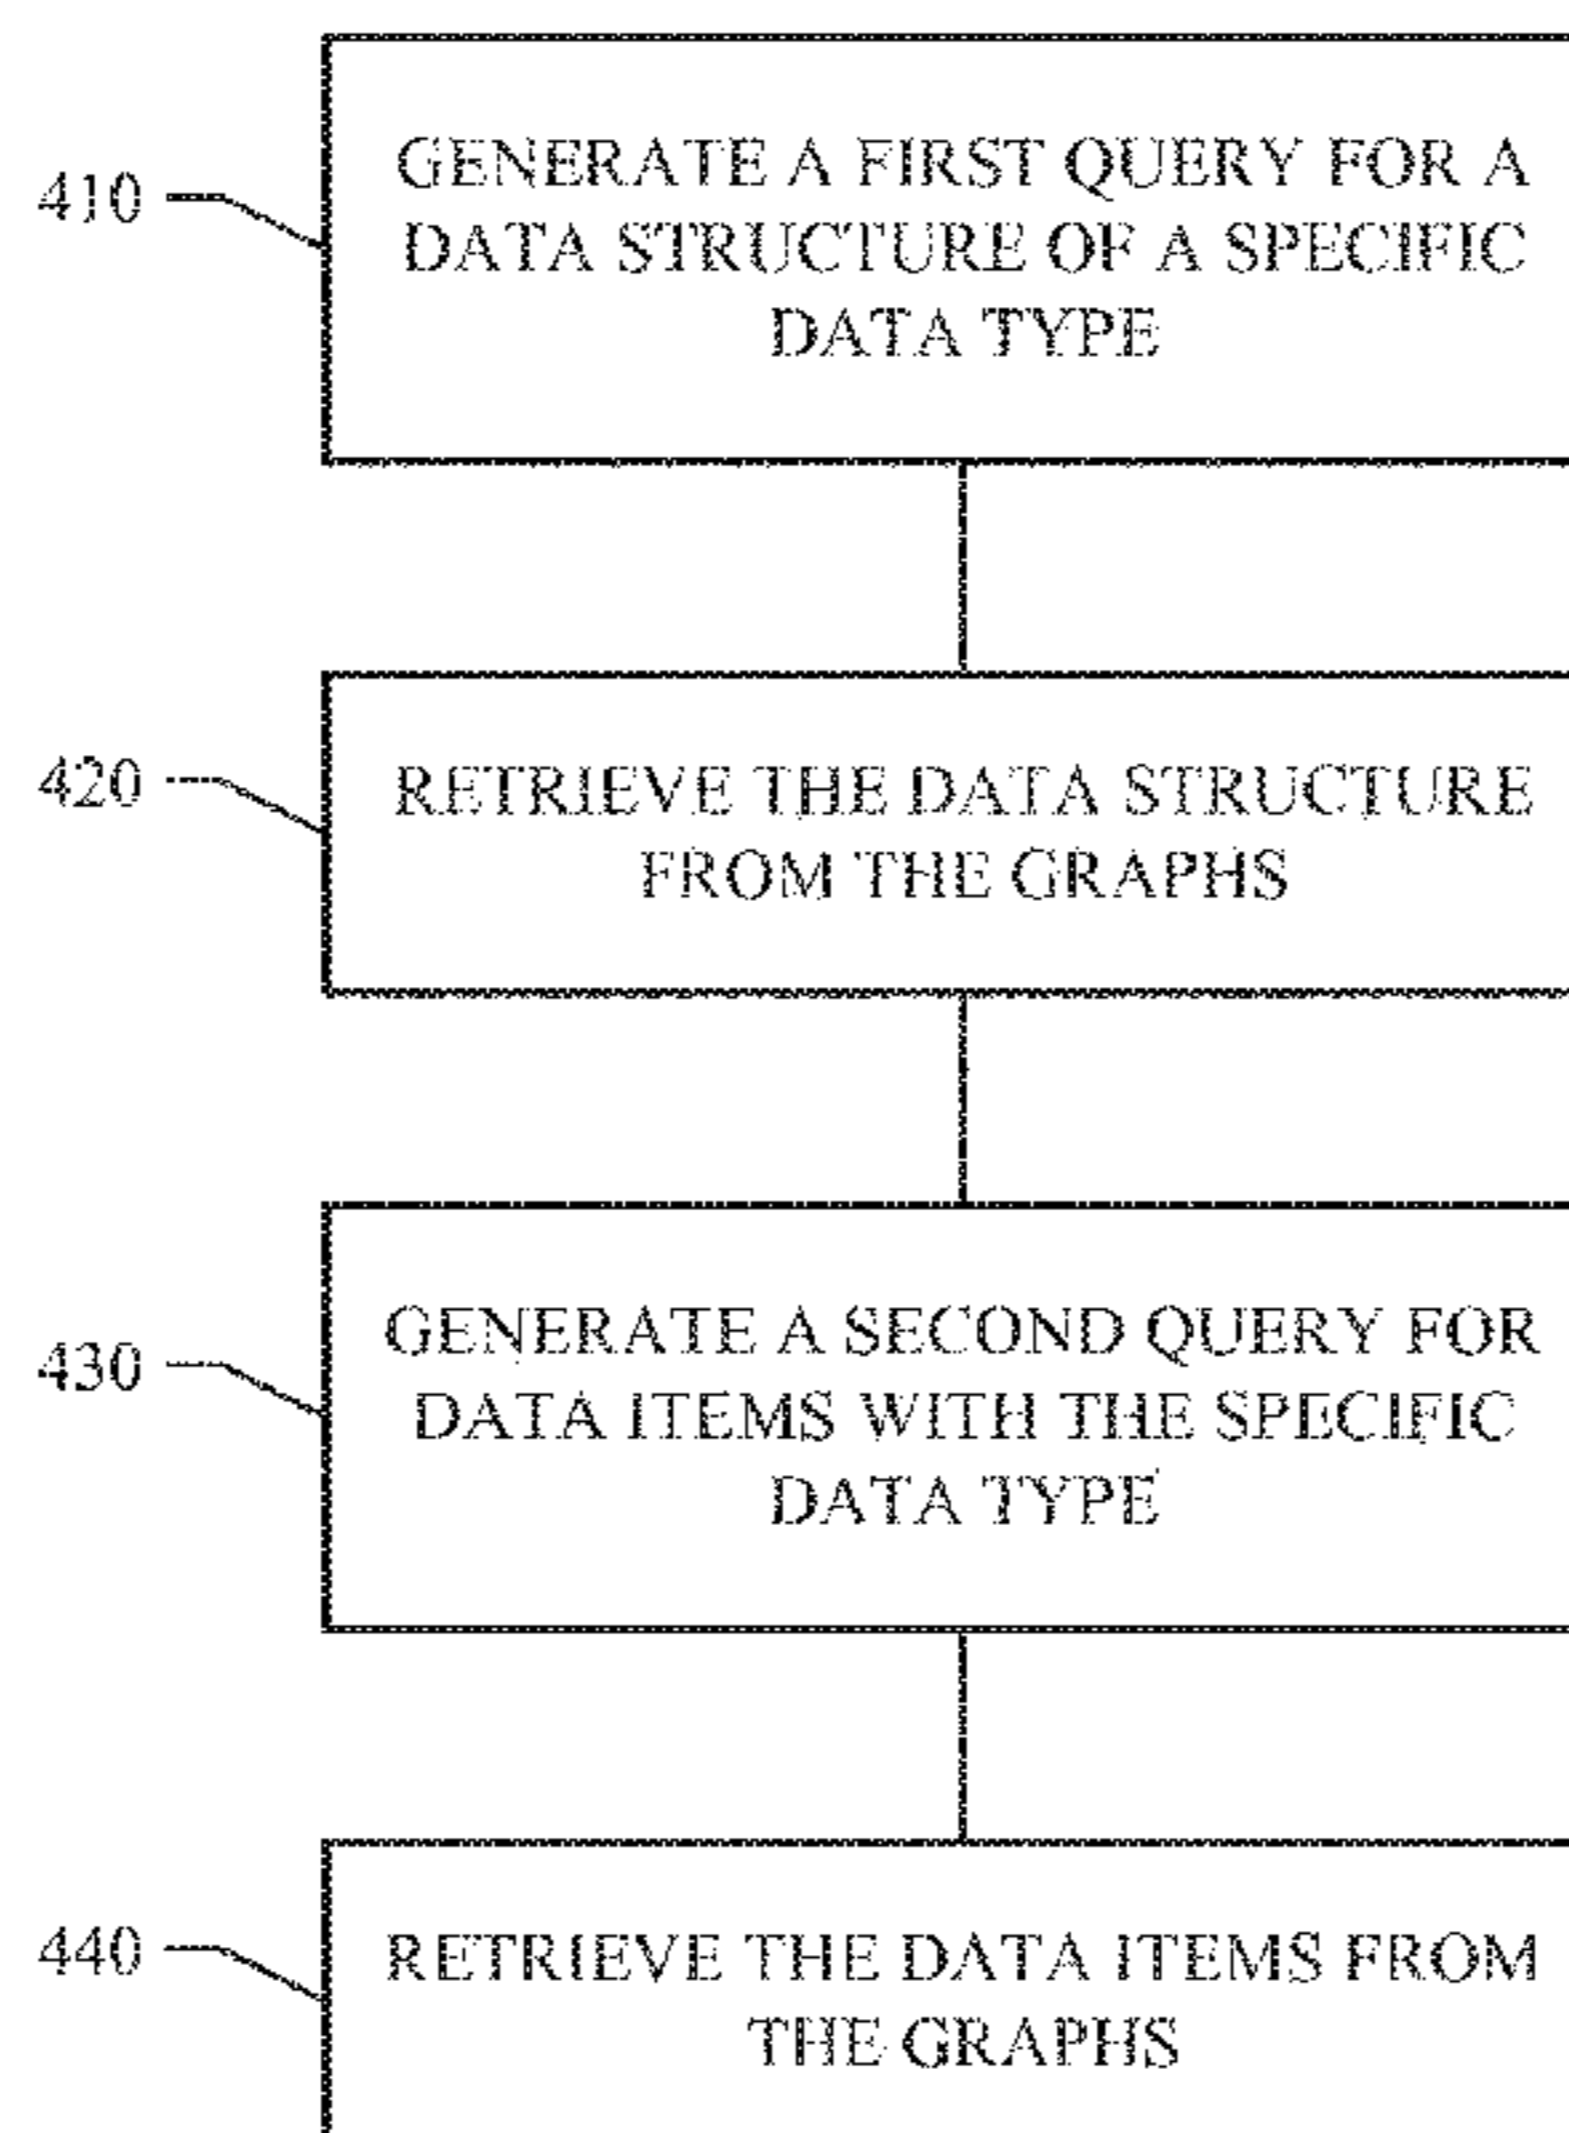 410
GENERATE A FIRST QUERY FOR A
DATA STRUCTURE OF A SPECIFIC
DATA TYPE
420
RETRIEVE THE DATA STRUCTURE
FROM THE GRAPHS
430
GENERATE A SECOND QUERY FOR
DATA ITEMS WITH THE SPECIFIC
DATA TYPE
440
RETRIEVE THE DATA ITEMS FROM
THE GRAPHS